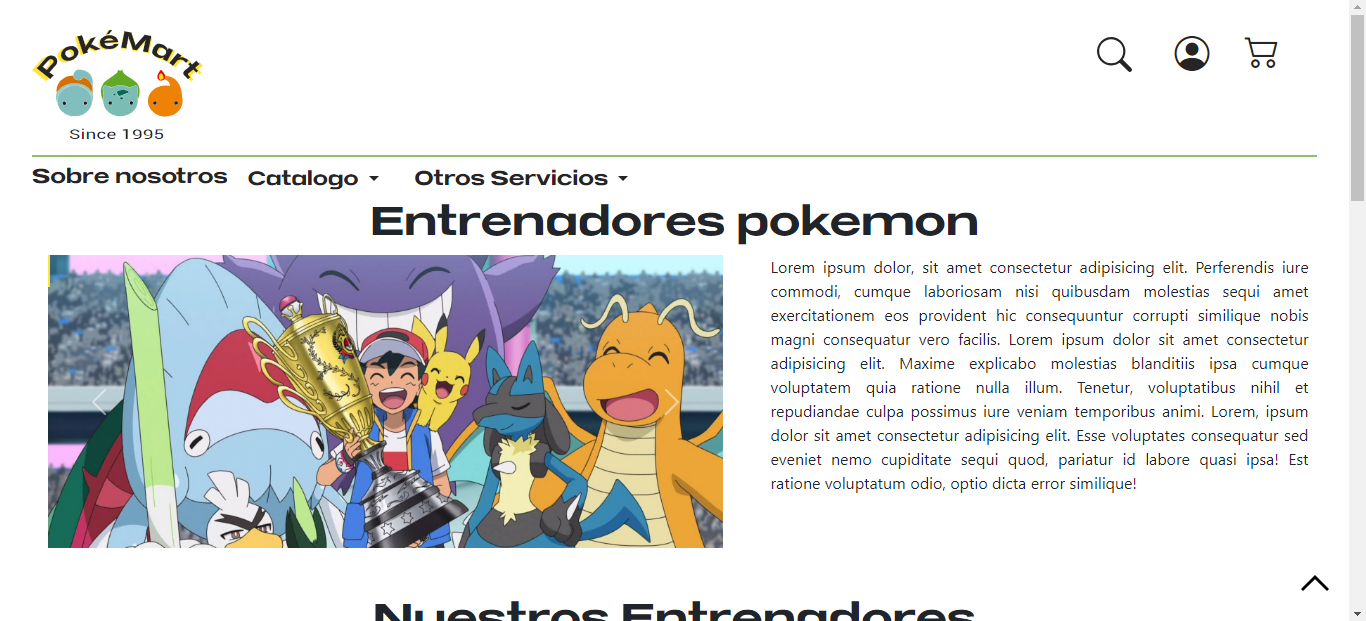 PokéMart
Since 1995
Sobre nosotros Catalogo Otros Servicios
Entrenadores pokemon
Lorem ipsum dolor, sit amet consectetur adipisicing elit. Perferendis iure
commodi, cumque laboriosam nisi quibusdam molestias sequi amet
exercitationem eos provident hic consequuntur corrupti similique nobis
magni consequatur vero facilis. Lorem ipsum dolor sit amet consectetur
adipisicing elit. Maxime explicabo molestias blanditiis ipsa cumque
voluptatem quia ratione nulla illum. Tenetur, voluptatibus nihil et
repudiandae culpa possimus iure veniam temporibus animi. Lorem, ipsum
dolor sit amet consectetur adipisicing elit. Esse voluptates consequatur sed
eveniet nemo cupiditate sequi quod, pariatur id labore quasi ipsa! Est
ratione voluptatum odio, optio dicta error similique!
Nuestros Entrenadores